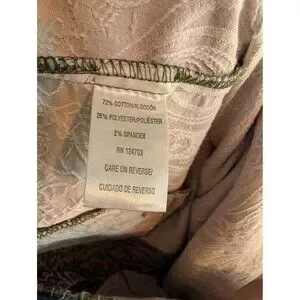 72% COTTON/ALGODÓN
26% POLYESTER/POLIÉSTER
2% SPANDEX
RN 124703
CARE ON REVERSE/
CUIDADO DE REVERSO